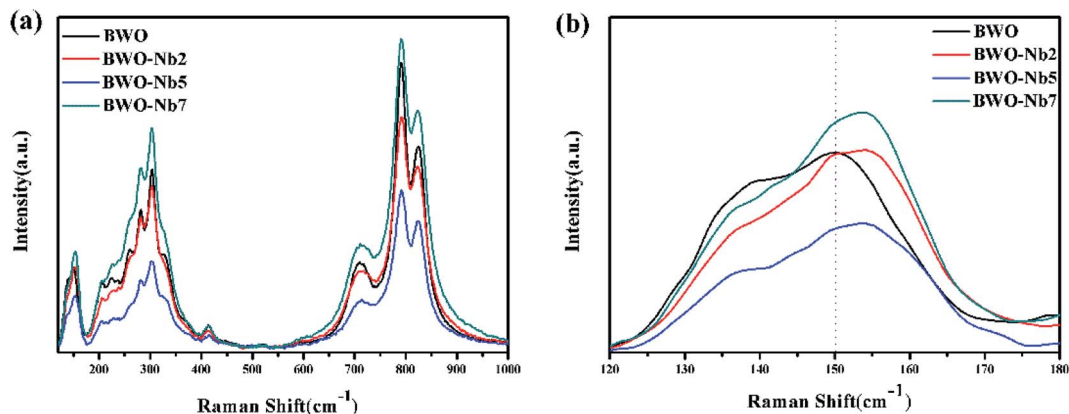 (a)
BWO
BWO-Nb2
BWO-Nb5
BWO-Nb7
Intensity(a.u.)
200 300 400 500 600 700 800 900 1000
Raman Shift(cm⁻¹)
(b)
BWO
BWO-Nb2
BWO-Nb5
BWO-Nb7
Intensity(a.u.)
120 130 140 150 160 170 180
Raman Shift(cm⁻¹)